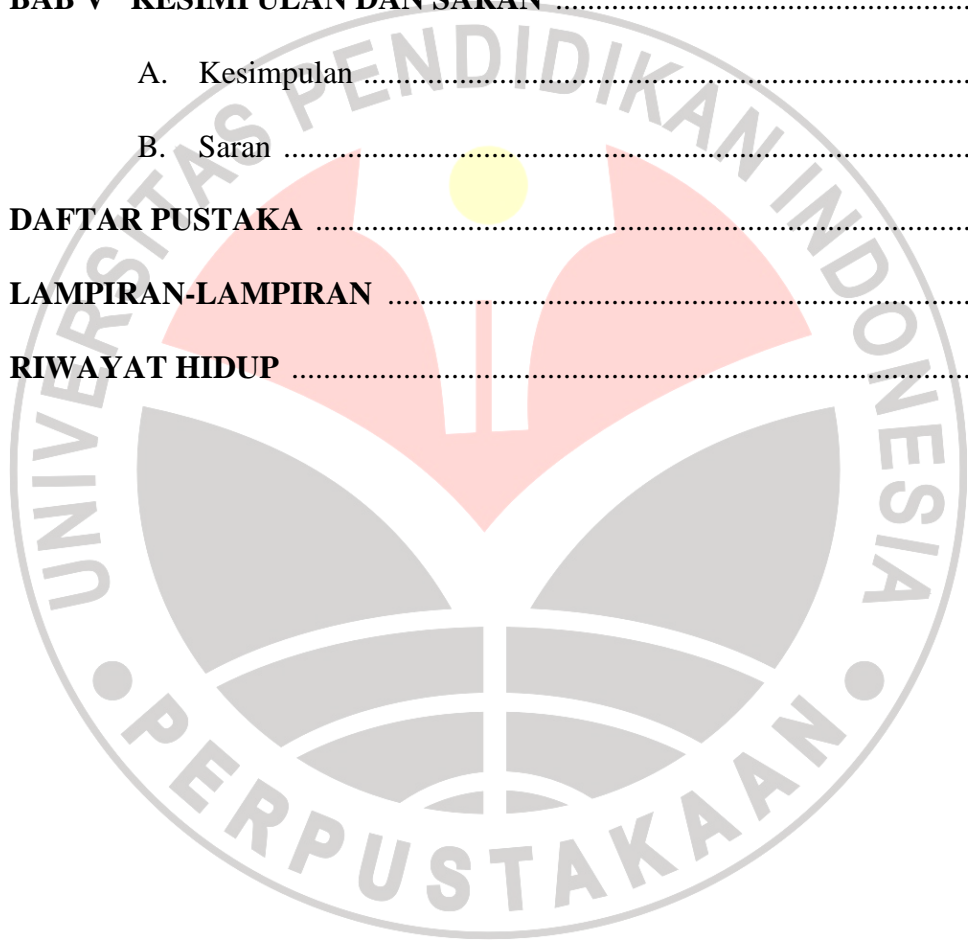 BAB V KESIMPULAN DAN SARAN ........................................................
A. Kesimpulan ........................................................................................
B. Saran ..................................................................................................
DAFTAR PUSTAKA ..............................................................................
LAMPIRAN-LAMPIRAN .......................................................................
RIWAYAT HIDUP .................................................................................
UNIVERSITAS PENDIDIKAN INDONESIA
PERPUSTAKAAN